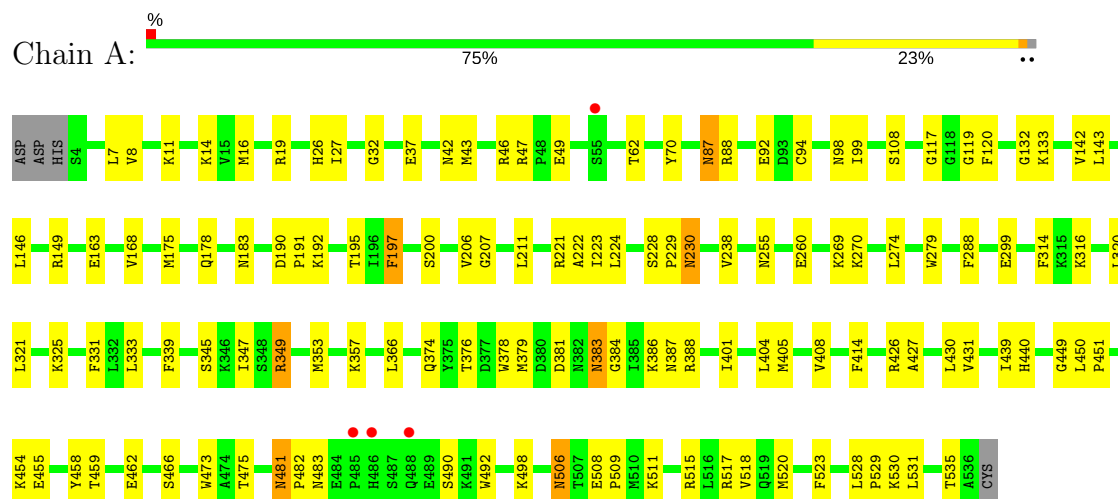 %
Chain A:
75% 23% ••
ASP ASP HIS S4 L7 V8 K11 K14 V15 M16 R19 H26 I27 G32 E37 N42 M43 R46 R47 P48 E49 S55 T62 Y70 N87 R88 E92 D93 C94 N98 I99 S108 G117 G118 G119 F120 G132 K133 V142 L143
L146 R149 E163 V168 M175 Q178 N183 D190 P191 K192 T195 I196 F197 S200 V206 G207 L211 R221 A222 I223 L224 S228 P229 N230 V238 N255 E260 K269 K270 L274 W279 F288 E299 F314 K315 K316 L320
L321 K325 F331 L332 L333 F339 S345 K346 I347 S348 R349 M353 K357 L366 Q374 Y375 T376 D377 W378 M379 D380 D381 N382 N383 G384 I385 K386 N387 R388 I401 L404 M405 V408 F414 R426 A427 L430 V431 I439 H440 G449 L450 P451
K454 E455 Y458 T459 E462 S466 W473 A474 T475 N481 P482 N483 E484 P485 H486 S487 Q488 E489 S490 K491 W492 K498 N506 T507 E508 P509 M510 K511 R515 L516 R517 V518 Q519 M520 F523 L528 P529 K530 L531 T535 A536 CYS